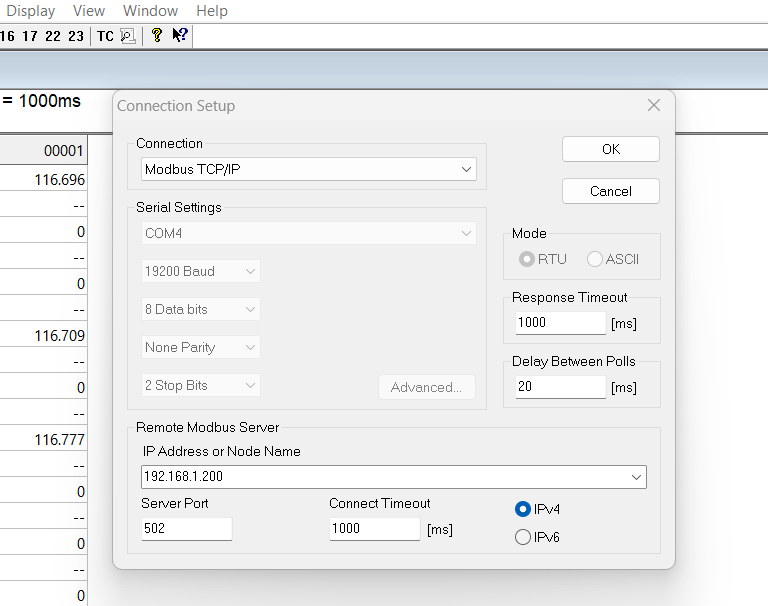 Display View Window Help
16 17 22 23 TC ? ?
= 1000ms
Connection Setup
00001
116.696
--
0
--
0
--
116.709
--
0
--
116.777
--
0
--
0
--
0
Connection
Modbus TCP/IP
OK
Cancel
Serial Settings
COM4
19200 Baud
8 Data bits
None Parity
2 Stop Bits
Advanced...
Mode
RTU ASCII
Response Timeout
1000 [ms]
Delay Between Polls
20 [ms]
Remote Modbus Server
IP Address or Node Name
192.168.1.200
Server Port
502
Connect Timeout
1000 [ms]
IPv4
IPv6